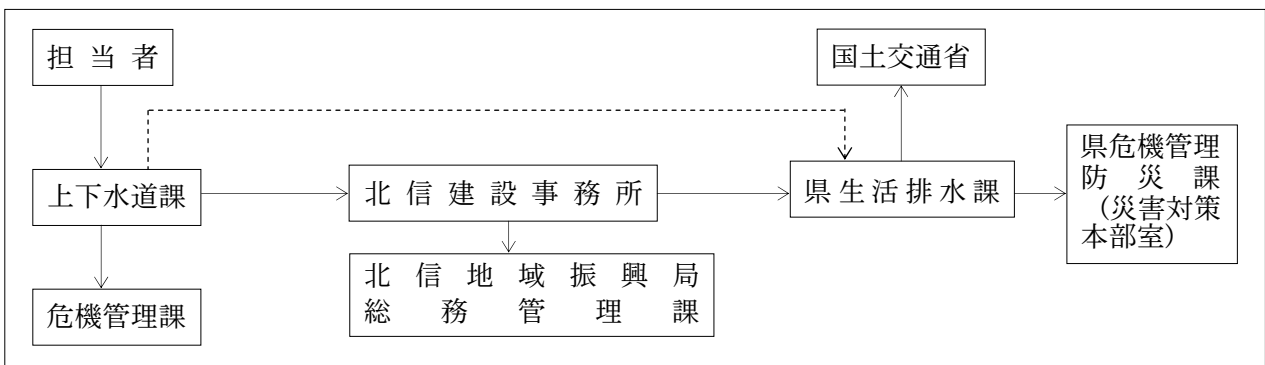 担当者
国土交通省
県危機管理
防災課
（災害対策
本部室）
上下水道課
北信建設事務所
県生活排水課
北信地域振興局
総務管理課
危機管理課